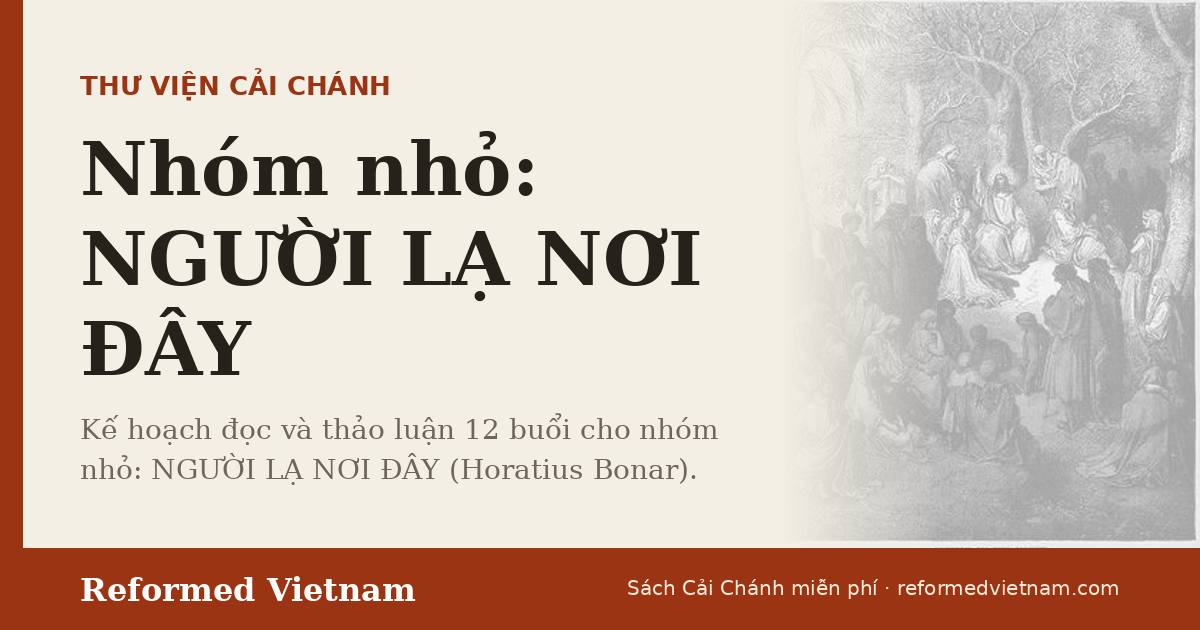 THƯ VIỆN CẢI CHÁNH
Nhóm nhỏ:
NGƯỜI LẠ NƠI
ĐÂY
Kế hoạch đọc và thảo luận 12 buổi cho nhóm
nhỏ: NGƯỜI LẠ NƠI ĐÂY (Horatius Bonar).
Reformed Vietnam
Sách Cải Chánh miễn phí · reformedvietnam.com